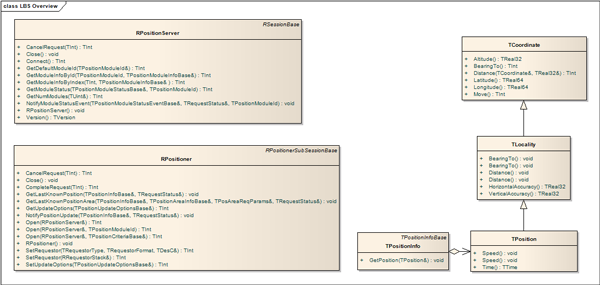 class LBS Overview
RSessionBase
RPositionServer
+ CancelRequest(TInt) : TInt
+ Close() : void
+ Connect() : TInt
+ GetDefaultModuleId(TPositionModuleId&) : TInt
+ GetModuleInfoById(TPositionModuleId, TPositionModuleInfoBase&) : TInt
+ GetModuleInfoByIndex(TInt, TPositionModuleInfoBase& ) : TInt
+ GetModuleStatus(TPositionModuleStatusBase&, TPositionModuleId) : TInt
+ GetNumModules(TUInt&) : TInt
+ NotifyModuleStatusEvent(TPositionModuleStatusEventBase&, TRequestStatus&, TPositionModuleId) : void
+ RPositionServer() : void
+ Version() : TVersion
RPositionerSubSessionBase
RPositioner
+ CancelRequest(TInt) : TInt
+ Close() : void
+ CompleteRequest(TInt) : TInt
+ GetLastKnownPosition(TPositionInfoBase&, TRequestStatus&) : void
+ GetLastKnownPositionArea(TPositionInfoBase&, TPositionAreaInfoBase&, TPosAreaReqParams&, TRequestStatus&) : void
+ GetUpdateOptions(TPositionUpdateOptionsBase&) : TInt
+ NotifyPositionUpdate(TPositionInfoBase&, TRequestStatus&) : void
+ Open(RPositionServer&) : TInt
+ Open(RPositionServer&, TPositionModuleId) : TInt
+ Open(RPositionServer&, TPositionCriteriaBase&) : TInt
+ RPositioner() : void
+ SetRequestor(TRequestorType, TRequestorFormat, TDesC&) : TInt
+ SetRequestor(RRequestorStack&) : TInt
+ SetUpdateOptions(TPositionUpdateOptionsBase&) : TInt
TCoordinate
+ Altitude() : TReal32
+ BearingTo() : TInt
+ Distance(TCoordinate&, TReal32&) : TInt
+ Latitude() : TReal64
+ Longitude() : TReal64
+ Move() : TInt
TLocality
+ BearingTo() : void
+ BearingTo() : void
+ Distance() : void
+ Distance() : void
+ HorizontalAccuracy() : TReal32
+ VerticalAccuracy() : TReal32
TPositionInfoBase
TPositionInfo
+ GetPosition(TPosition&) : void
TPosition
+ Speed() : void
+ Speed() : void
+ Time() : TTime